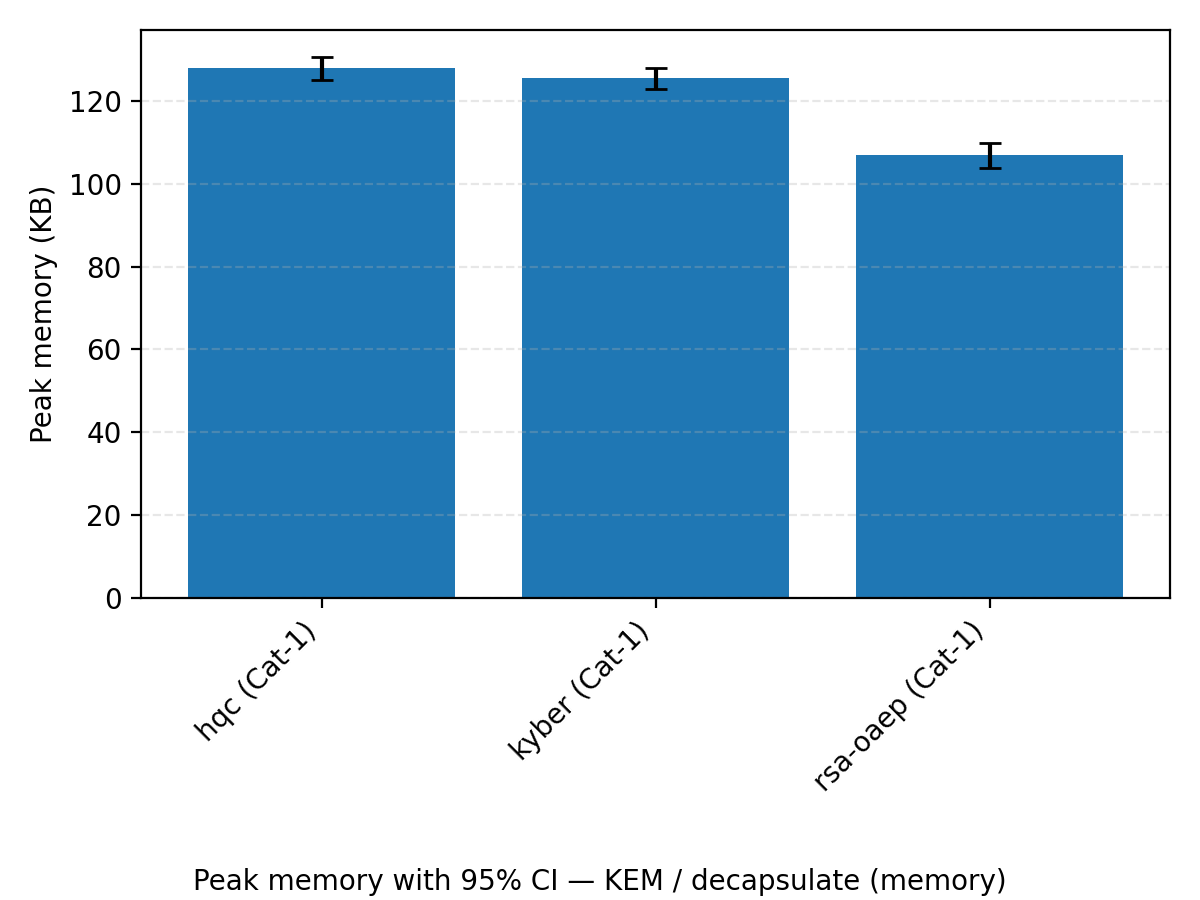 Peak memory (KB)
120
100
80
60
40
20
0
hqc (Cat-1)
kyber (Cat-1)
rsa-oaep (Cat-1)
Peak memory with 95% CI — KEM / decapsulate (memory)